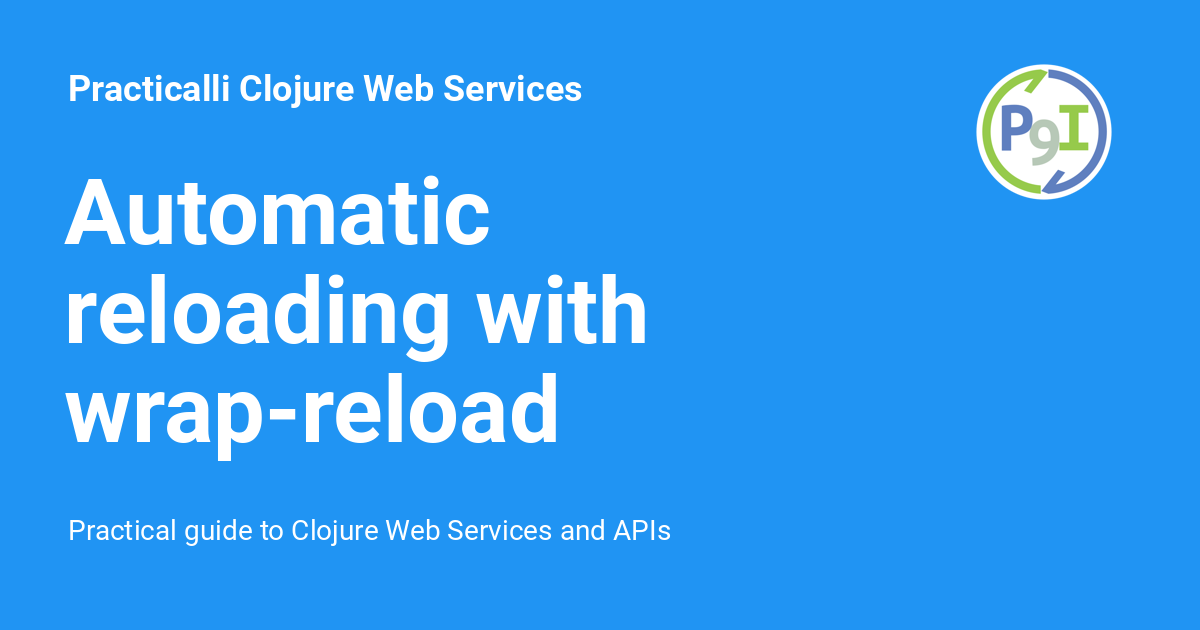 Practicalli Clojure Web Services
P9I
Automatic
reloading with
wrap-reload
Practical guide to Clojure Web Services and APIs